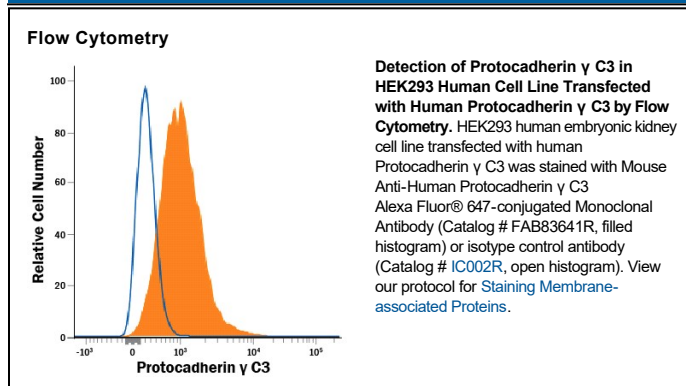 Flow Cytometry
100
80
60
40
20
0
Relative Cell Number
-10³
0
10³
10⁴
10⁵
Protocadherin γ C3
Detection of Protocadherin γ C3 in
HEK293 Human Cell Line Transfected
with Human Protocadherin γ C3 by Flow
Cytometry. HEK293 human embryonic kidney
cell line transfected with human
Protocadherin γ C3 was stained with Mouse
Anti-Human Protocadherin γ C3
Alexa Fluor® 647-conjugated Monoclonal
Antibody (Catalog # FAB83641R, filled
histogram) or isotype control antibody
(Catalog # IC002R, open histogram). View
our protocol for Staining Membrane-
associated Proteins.